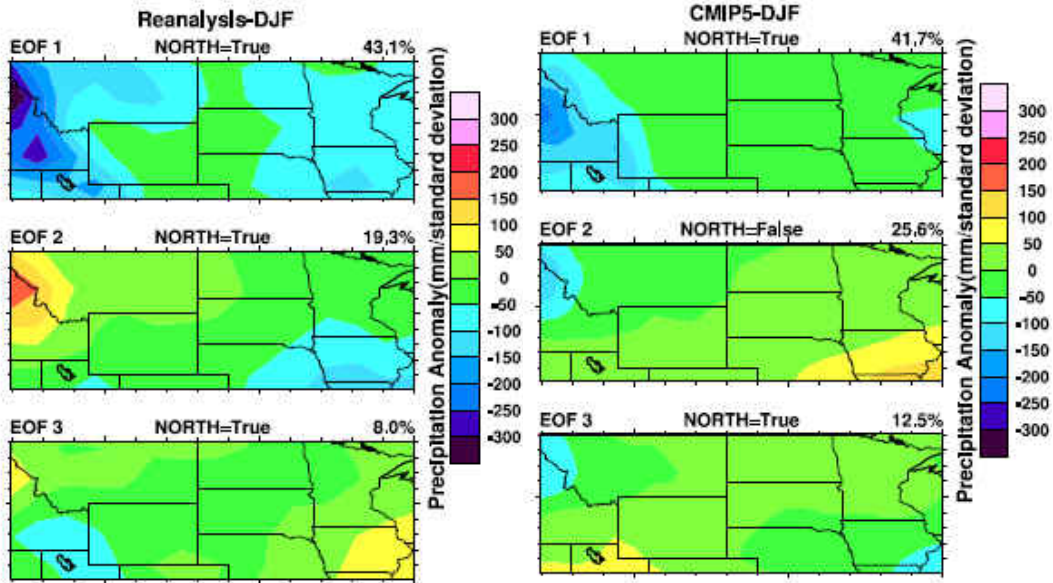 Reanalysis-DJF
EOF 1 NORTH=True 43.1%
EOF 2 NORTH=True 19.3%
EOF 3 NORTH=True 8.0%
300
250
200
150
100
50
0
-50
-100
-150
-200
-250
-300
Precipitation Anomaly(mm/standard deviation)
CMIP5-DJF
EOF 1 NORTH=True 41.7%
EOF 2 NORTH=False 25.6%
EOF 3 NORTH=True 12.5%
300
250
200
150
100
50
0
-50
-100
-150
-200
-250
-300
Precipitation Anomaly(mm/standard deviation)